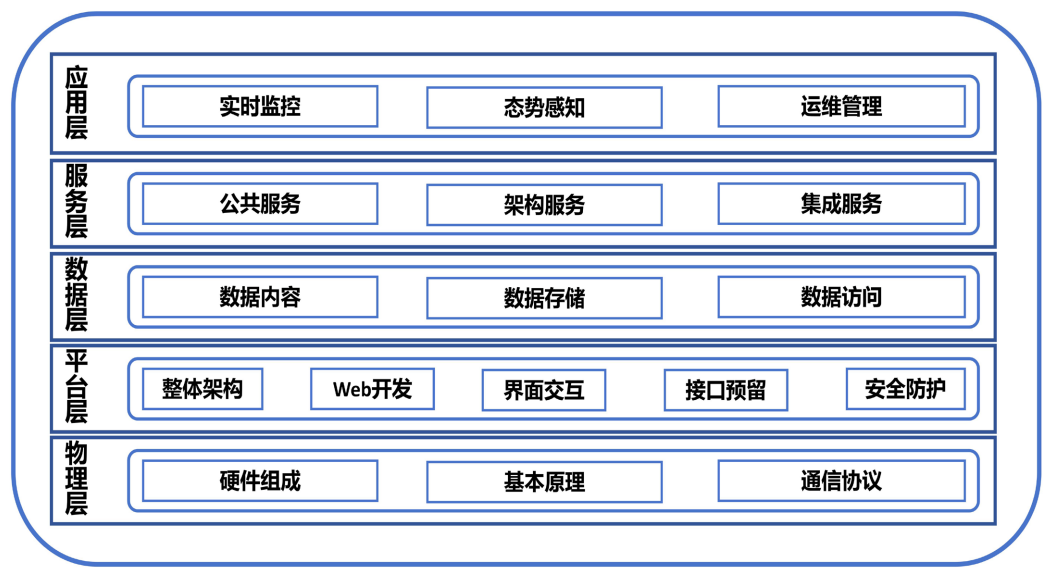 应用层
实时监控
态势感知
运维管理
服务层
公共服务
架构服务
集成服务
数据层
数据内容
数据存储
数据访问
平台层
整体架构
Web开发
界面交互
接口预留
安全防护
物理层
硬件组成
基本原理
通信协议